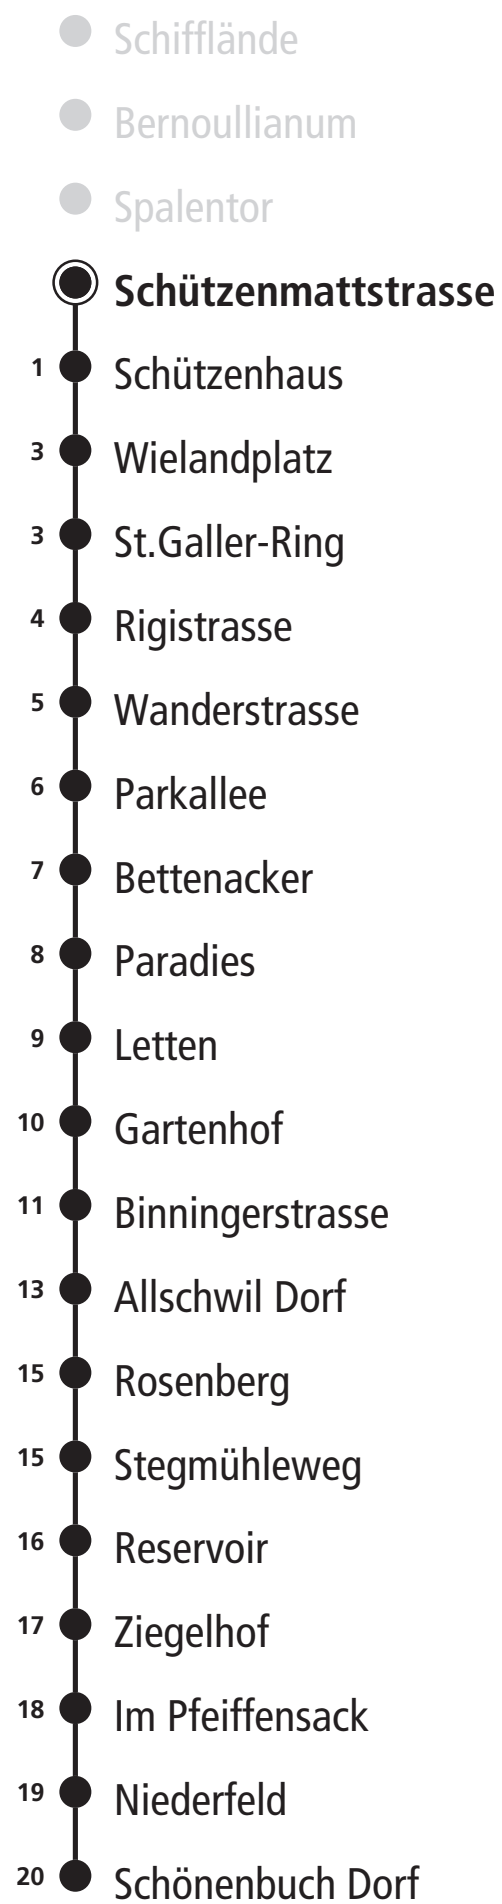 Schifflände
Bernoullianum
Spalentor
Schützenmattstrasse
1 Schützenhaus
3 Wielandplatz
3 St.Galler-Ring
4 Rigistrasse
5 Wanderstrasse
6 Parkallee
7 Bettenacker
8 Paradies
9 Letten
10 Gartenhof
11 Binningerstrasse
13 Allschwil Dorf
15 Rosenberg
15 Stegmühleweg
16 Reservoir
17 Ziegelhof
18 Im Pfeiffensack
19 Niederfeld
20 Schönenbuch Dorf